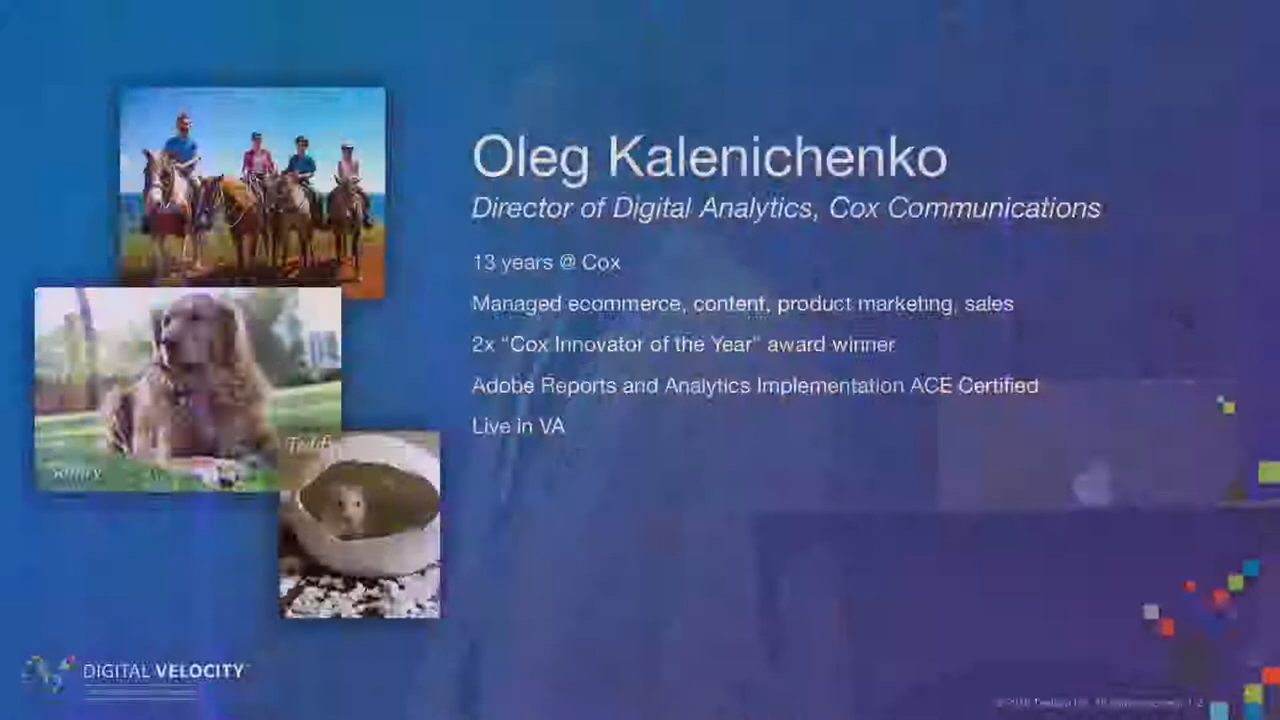 Oleg Kalenichenko
Director of Digital Analytics, Cox Communications
13 years @ Cox
Managed ecommerce, content, product marketing, sales
2x "Cox Innovator of the Year" award winner
Adobe Reports and Analytics Implementation ACE Certified
Live in VA
DIGITAL VELOCITY